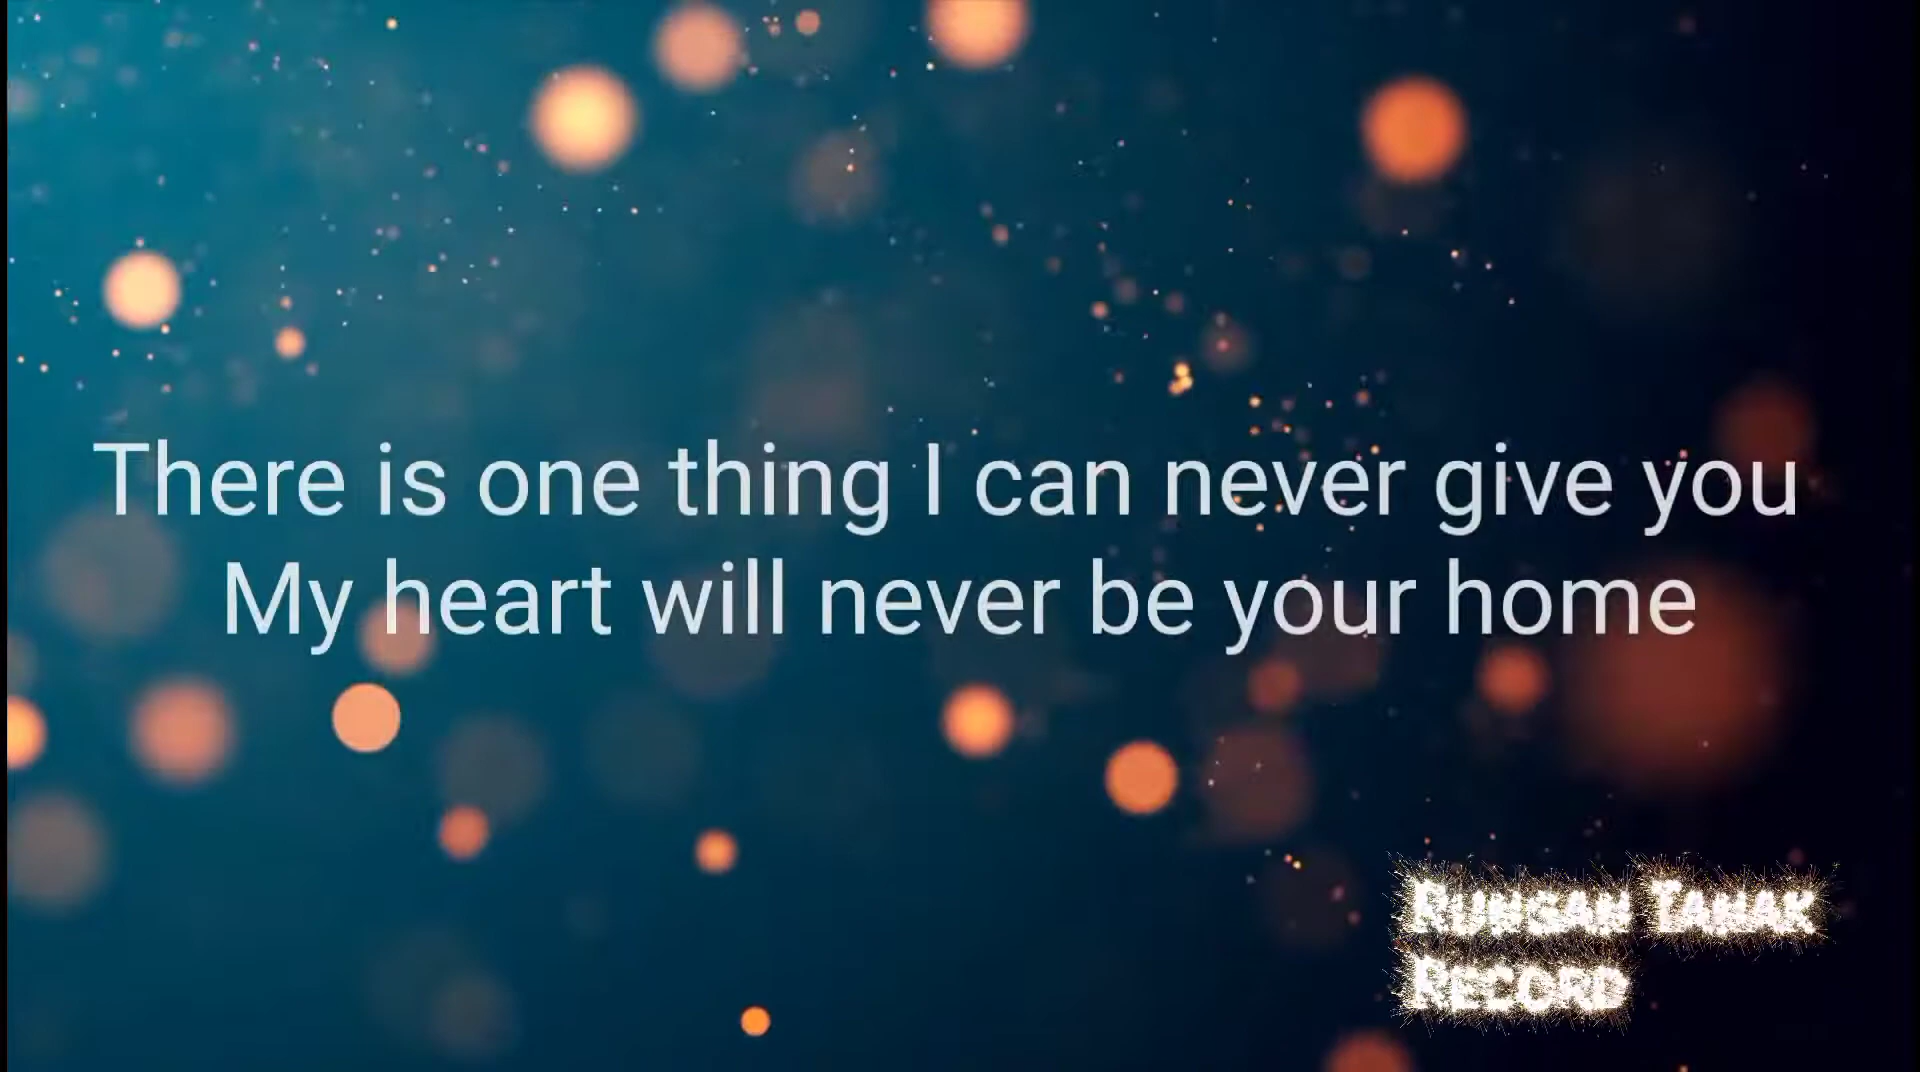 There is one thing I can never give you
My heart will never be your home
Rungan Tanak
Record